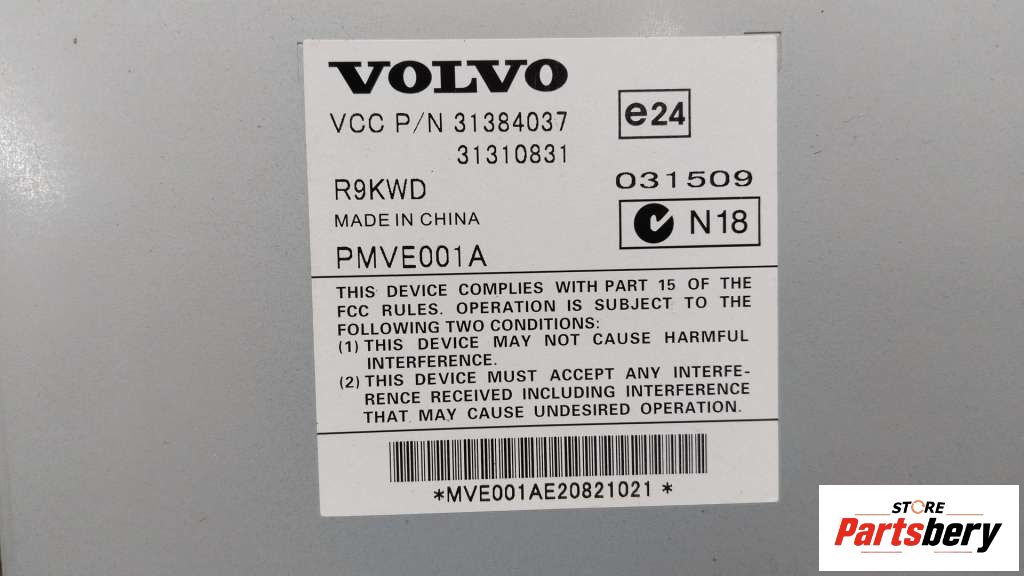 VOLVO
VCC P/N 31384037
31310831
e24
R9KWD
MADE IN CHINA
PMVE001A
031509
N18
THIS DEVICE COMPLIES WITH PART 15 OF THE
FCC RULES. OPERATION IS SUBJECT TO THE
FOLLOWING TWO CONDITIONS:
(1) THIS DEVICE MAY NOT CAUSE HARMFUL
INTERFERENCE.
(2) THIS DEVICE MUST ACCEPT ANY INTERFE-
RENCE RECEIVED INCLUDING INTERFERENCE
THAT MAY CAUSE UNDESIRED OPERATION.
*MVE001AE20821021*
STORE
Partsbery